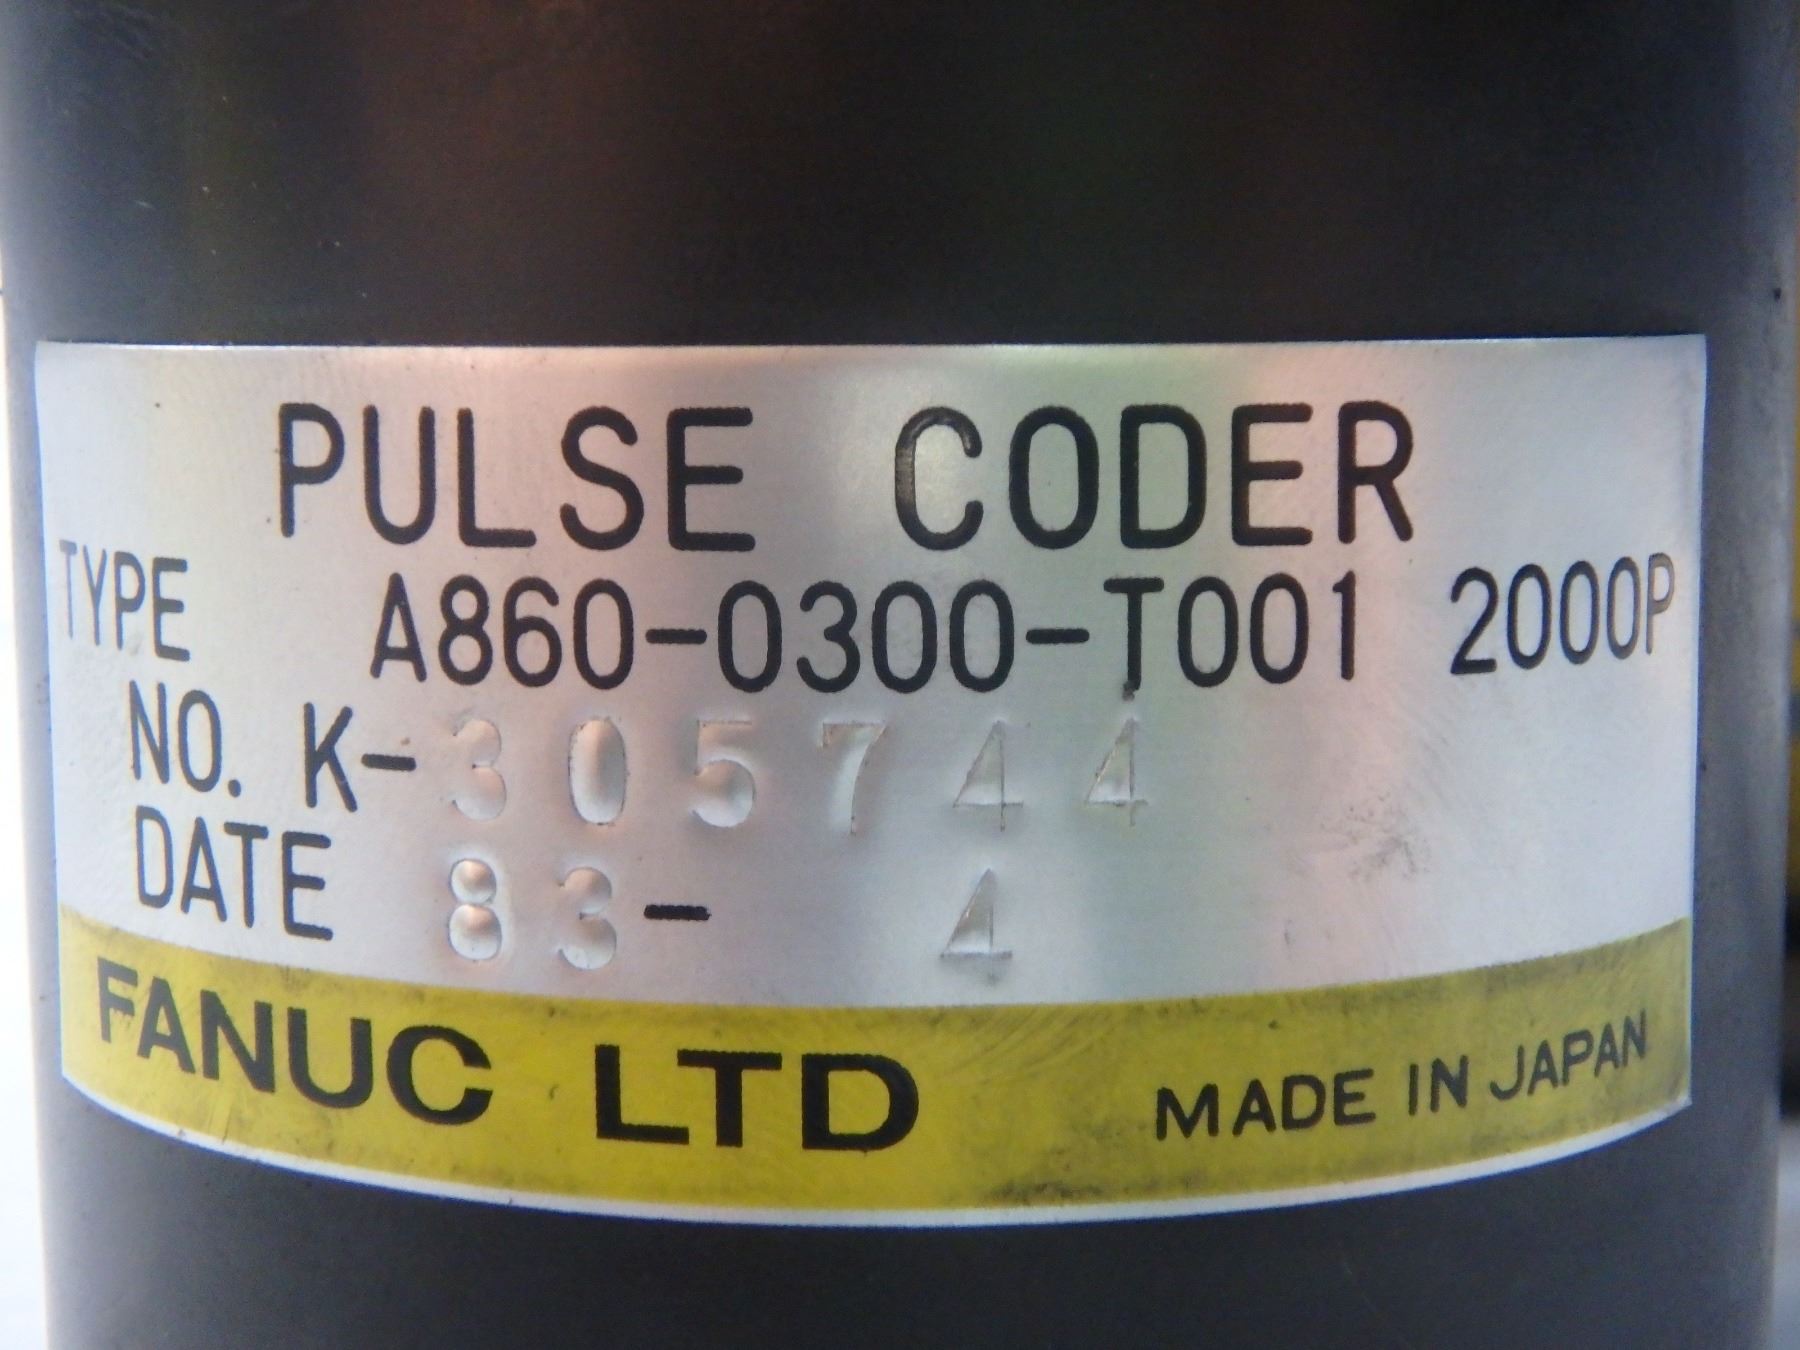 PULSE CODER
TYPE A860-0300-T001 2000P
NO. K-305744
DATE 83- 4
FANUC LTD MADE IN JAPAN